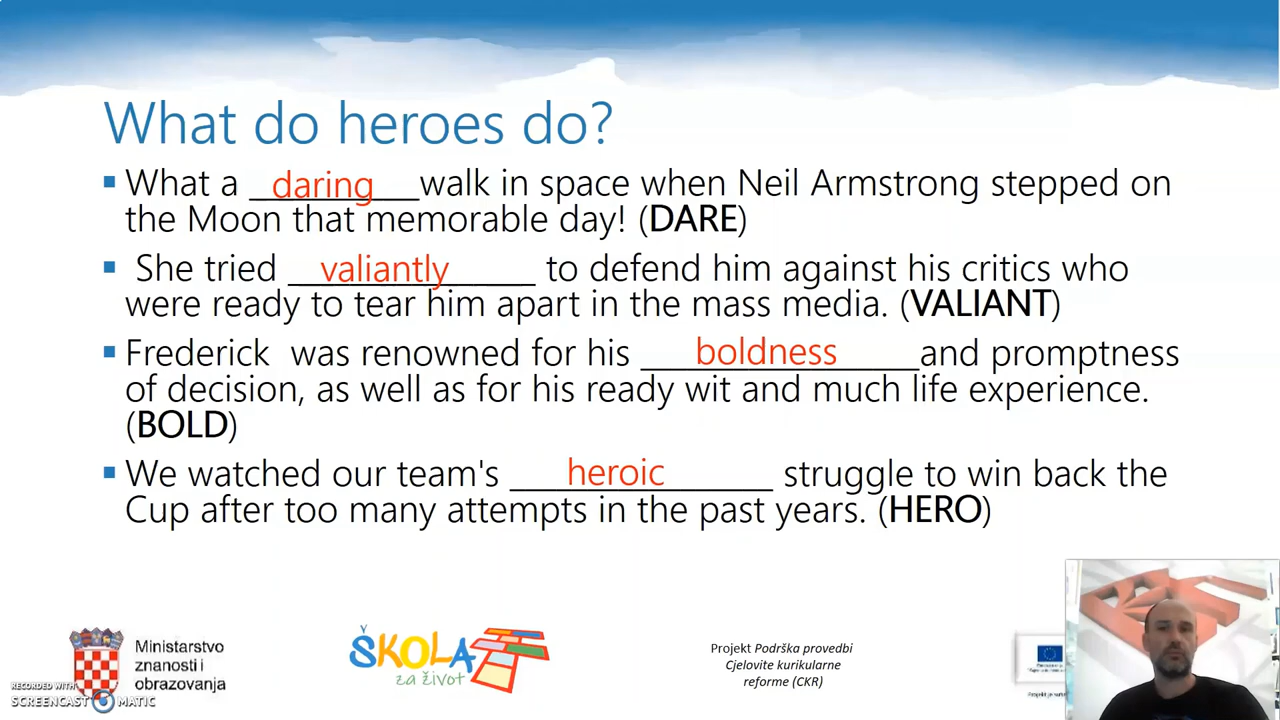 What do heroes do?
What a daring walk in space when Neil Armstrong stepped on
the Moon that memorable day! (DARE)
She tried valiantly to defend him against his critics who
were ready to tear him apart in the mass media. (VALIANT)
Frederick was renowned for his boldness and promptness
of decision, as well as for his ready wit and much life experience.
(BOLD)
We watched our team's heroic struggle to win back the
Cup after too many attempts in the past years. (HERO)
Ministarstvo
znanosti i
obrazovanja
ŠKOLA
za život
Projekt Podrška provedbi
Cjelovite kurikularne
reforme (CKR)
RECORDED WITH
SCREENCAST MATIC